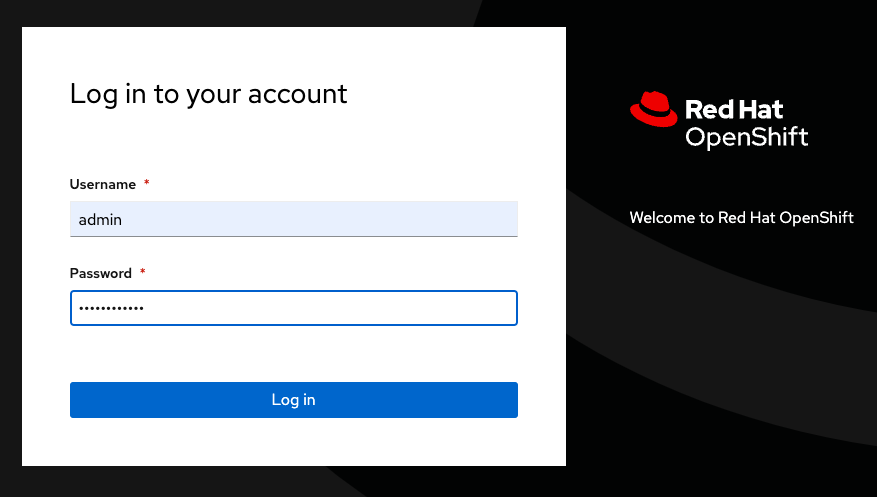 Log in to your account
Username *
admin
Password *
••••••••••••
Log in
Red Hat
OpenShift
Welcome to Red Hat OpenShift